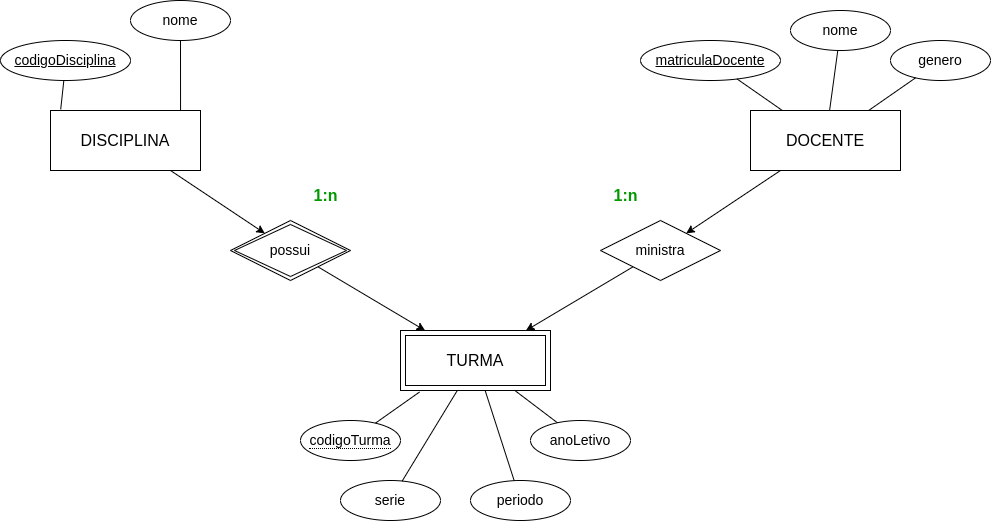 nome
codigoDisciplina
DISCIPLINA
nome
matriculaDocente
genero
DOCENTE
1:n
1:n
possui
ministra
TURMA
codigoTurma
anoLetivo
serie
periodo